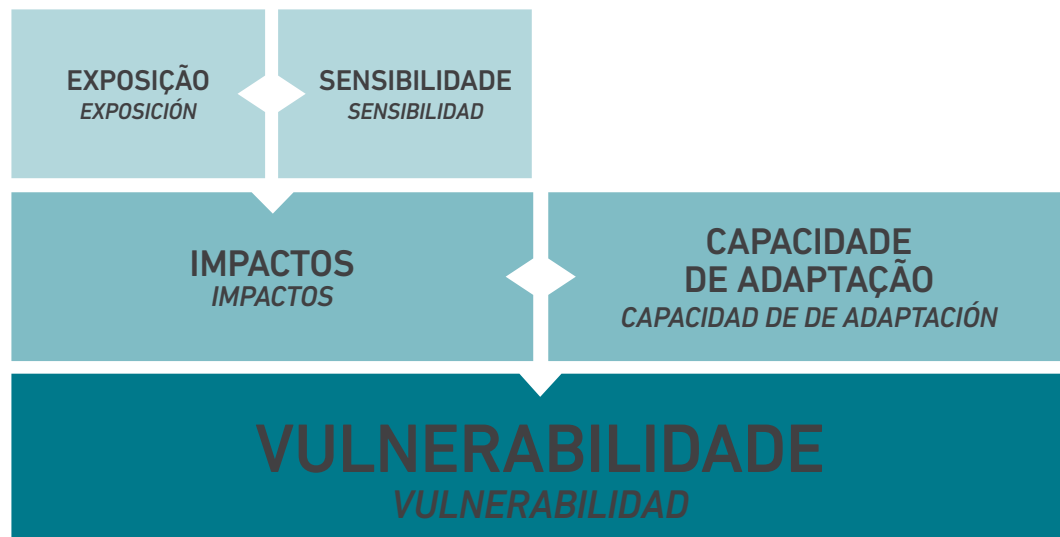 EXPOSIÇÃO
EXPOSICIÓN
SENSIBILIDADE
SENSIBILIDAD
IMPACTOS
IMPACTOS
CAPACIDADE
DE ADAPTAÇÃO
CAPACIDAD DE DE ADAPTACIÓN
VULNERABILIDADE
VULNERABILIDAD